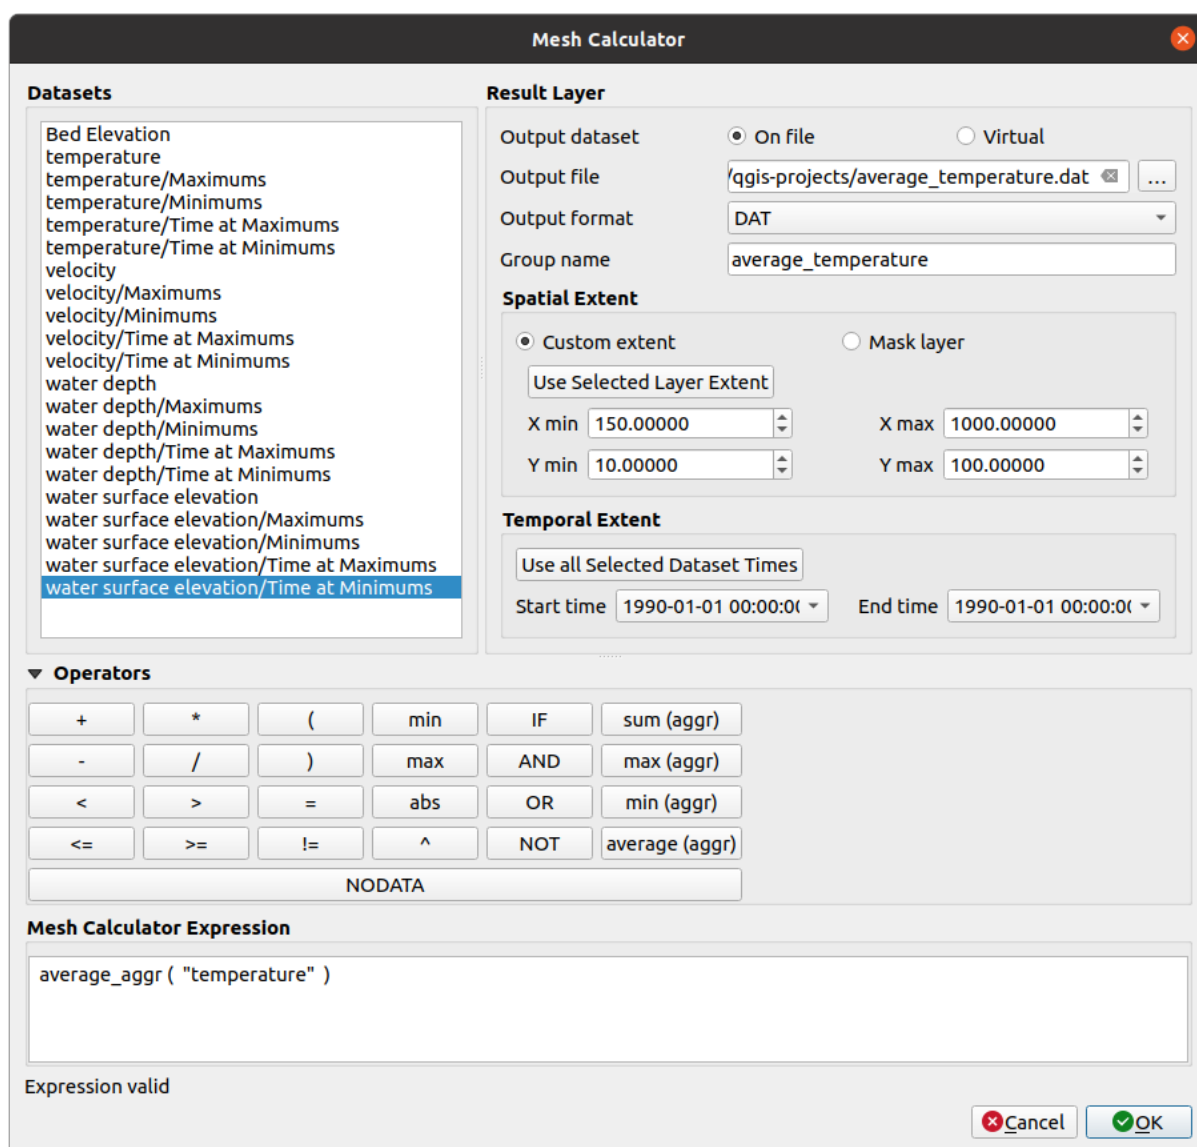 Mesh Calculator
Datasets
Bed Elevation
temperature
temperature/Maximums
temperature/Minimums
temperature/Time at Maximums
temperature/Time at Minimums
velocity
velocity/Maximums
velocity/Minimums
velocity/Time at Maximums
velocity/Time at Minimums
water depth
water depth/Maximums
water depth/Minimums
water depth/Time at Maximums
water depth/Time at Minimums
water surface elevation
water surface elevation/Maximums
water surface elevation/Minimums
water surface elevation/Time at Maximums
water surface elevation/Time at Minimums
Result Layer
Output dataset On file Virtual
Output file /qgis-projects/average_temperature.dat ...
Output format DAT
Group name average_temperature
Spatial Extent
Custom extent Mask layer
Use Selected Layer Extent
X min 150.00000 X max 1000.00000
Y min 10.00000 Y max 100.00000
Temporal Extent
Use all Selected Dataset Times
Start time 1990-01-01 00:00:0( End time 1990-01-01 00:00:0(
Operators
+ * ( min IF sum (aggr)
- / ) max AND max (aggr)
< > = abs OR min (aggr)
<= >= != ^ NOT average (aggr)
NODATA
Mesh Calculator Expression
average_aggr ( "temperature" )
Expression valid
Cancel OK